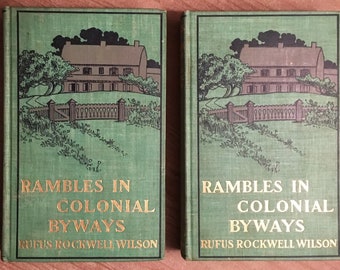 RAMBLES IN
COLONIAL
BYWAYS
RUFUS ROCKWELL WILSON
RAMBLES IN
COLONIAL
BYWAYS
RUFUS ROCKWELL WILSON